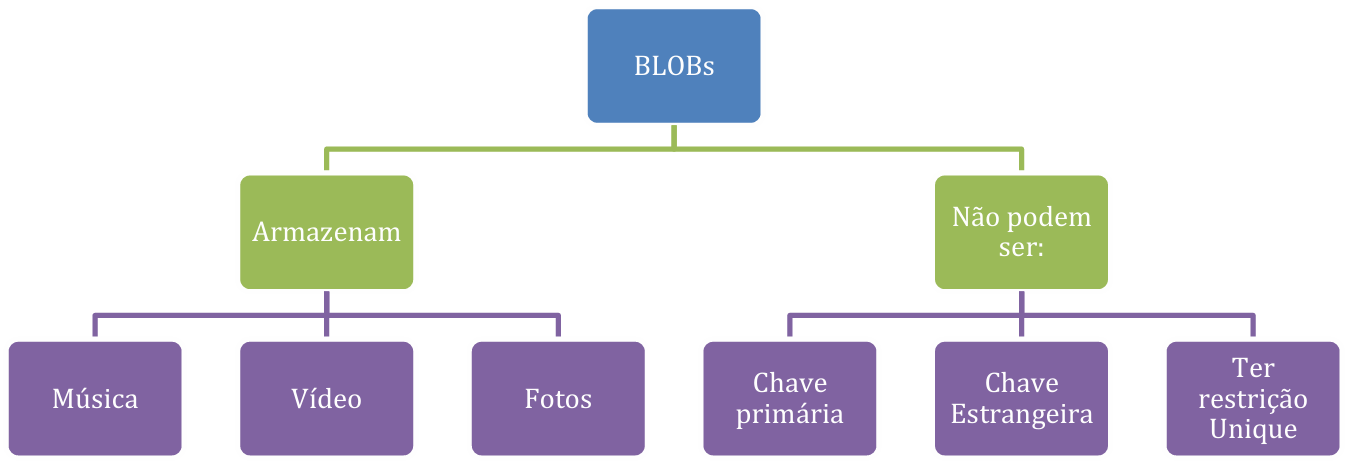 BLOBs
Armazenam
Não podem
ser:
Música
Vídeo
Fotos
Chave
primária
Chave
Estrangeira
Ter
restrição
Unique